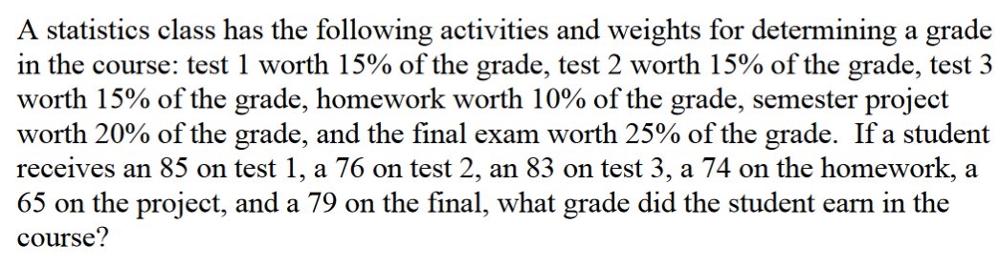 A statistics class has the following activities and weights for determining a grade
in the course: test 1 worth 15% of the grade, test 2 worth 15% of the grade, test 3
worth 15% of the grade, homework worth 10% of the grade, semester project
worth 20% of the grade, and the final exam worth 25% of the grade.  If a student
receives an 85 on test 1, a 76 on test 2, an 83 on test 3, a 74 on the homework, a
65 on the project, and a 79 on the final, what grade did the student earn in the
course?